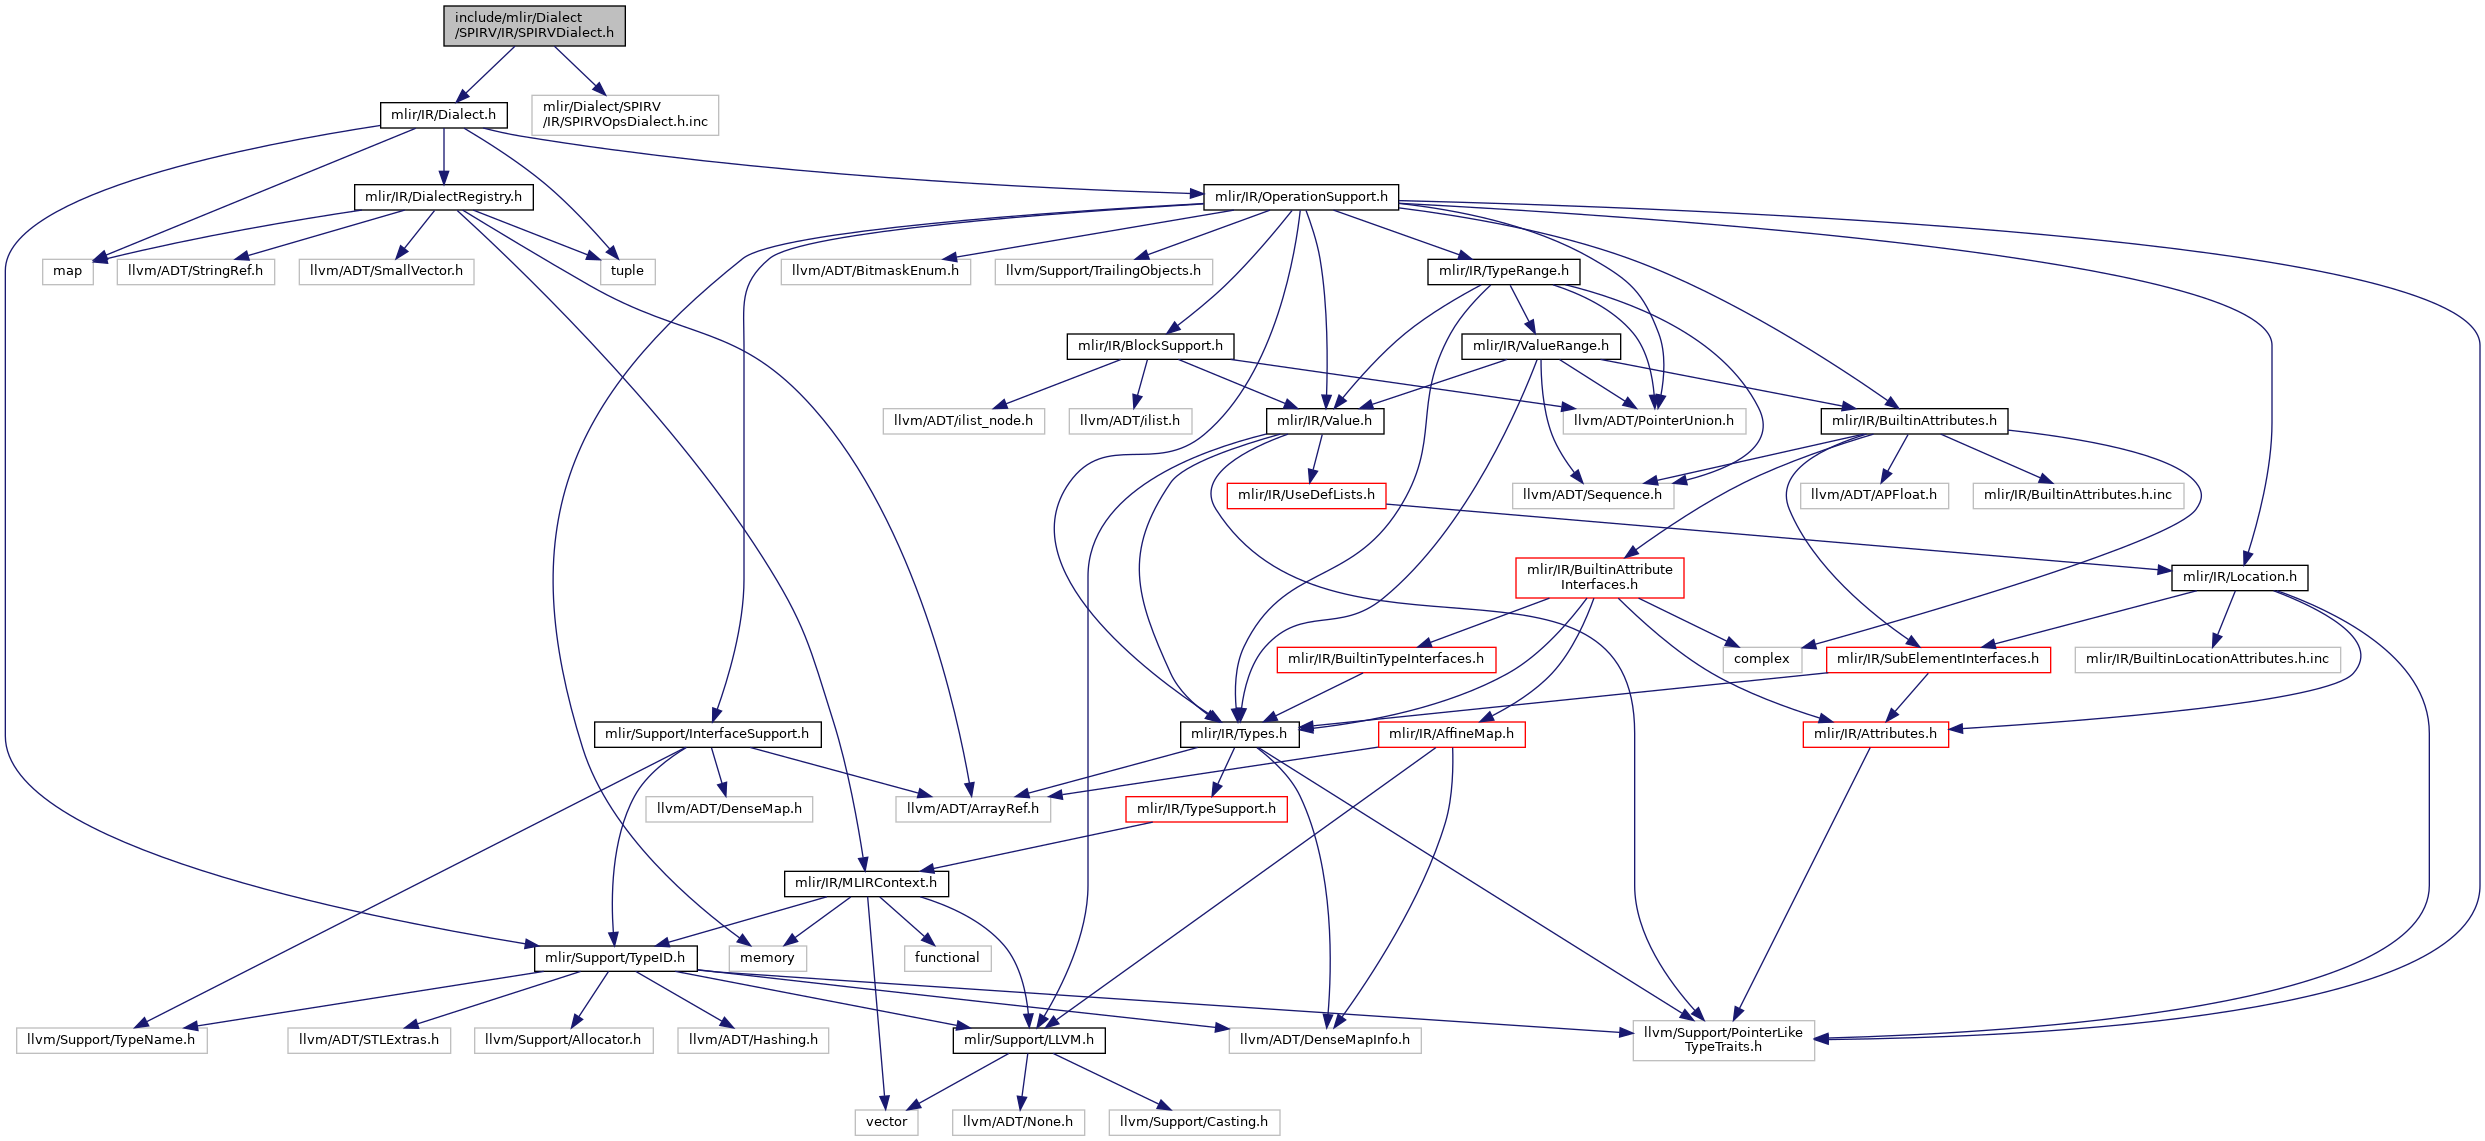 include/mlir/Dialect
/SPIRV/IR/SPIRVDialect.h
mlir/IR/Dialect.h
mlir/Dialect/SPIRV
/IR/SPIRVOpsDialect.h.inc
mlir/IR/DialectRegistry.h
mlir/IR/OperationSupport.h
map
llvm/ADT/StringRef.h
llvm/ADT/SmallVector.h
tuple
llvm/ADT/BitmaskEnum.h
llvm/Support/TrailingObjects.h
mlir/IR/TypeRange.h
mlir/IR/BlockSupport.h
mlir/IR/ValueRange.h
llvm/ADT/ilist_node.h
llvm/ADT/ilist.h
mlir/IR/Value.h
llvm/ADT/PointerUnion.h
mlir/IR/BuiltinAttributes.h
mlir/IR/UseDefLists.h
llvm/ADT/Sequence.h
llvm/ADT/APFloat.h
mlir/IR/BuiltinAttributes.h.inc
mlir/IR/BuiltinAttribute
Interfaces.h
mlir/IR/Location.h
mlir/IR/BuiltinTypeInterfaces.h
complex
mlir/IR/SubElementInterfaces.h
mlir/IR/BuiltinLocationAttributes.h.inc
mlir/Support/InterfaceSupport.h
mlir/IR/Types.h
mlir/IR/AffineMap.h
mlir/IR/Attributes.h
llvm/ADT/DenseMap.h
llvm/ADT/ArrayRef.h
mlir/IR/TypeSupport.h
mlir/IR/MLIRContext.h
mlir/Support/TypeID.h
memory
functional
llvm/Support/TypeName.h
llvm/ADT/STLExtras.h
llvm/Support/Allocator.h
llvm/ADT/Hashing.h
mlir/Support/LLVM.h
llvm/ADT/DenseMapInfo.h
llvm/Support/PointerLike
TypeTraits.h
vector
llvm/ADT/None.h
llvm/Support/Casting.h